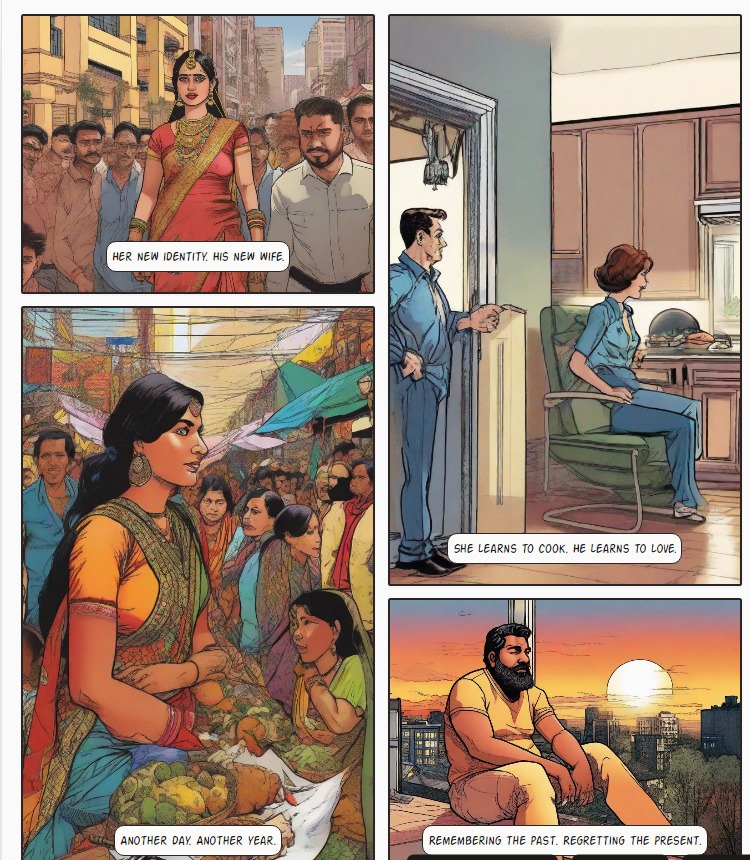 HER NEW IDENTITY. HIS NEW WIFE.
SHE LEARNS TO COOK. HE LEARNS TO LOVE.
ANOTHER DAY. ANOTHER YEAR.
REMEMBERING THE PAST. REGRETTING THE PRESENT.